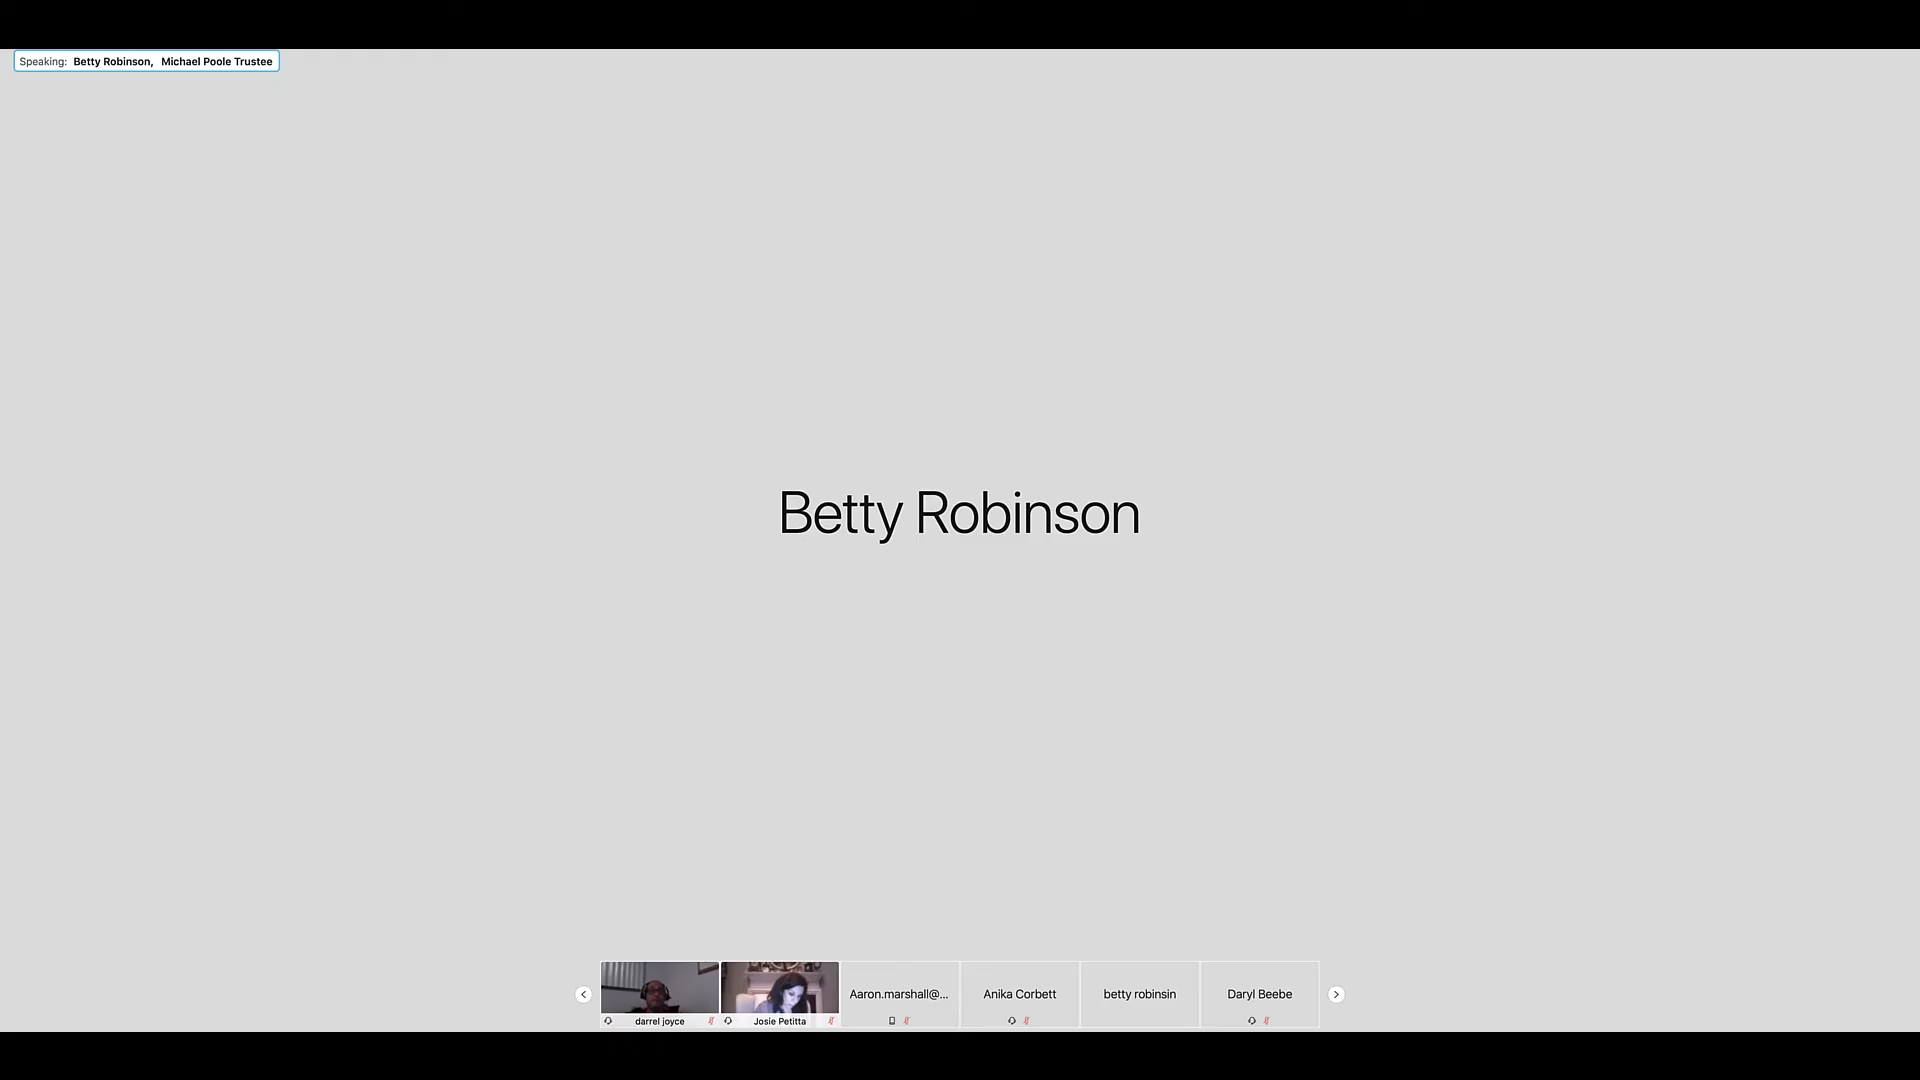 Speaking: Betty Robinson, Michael Poole Trustee
Betty Robinson
Aaron.marshall@...
Anika Corbett
betty robinsin
Daryl Beebe
darrel joyce
Josie Petitta